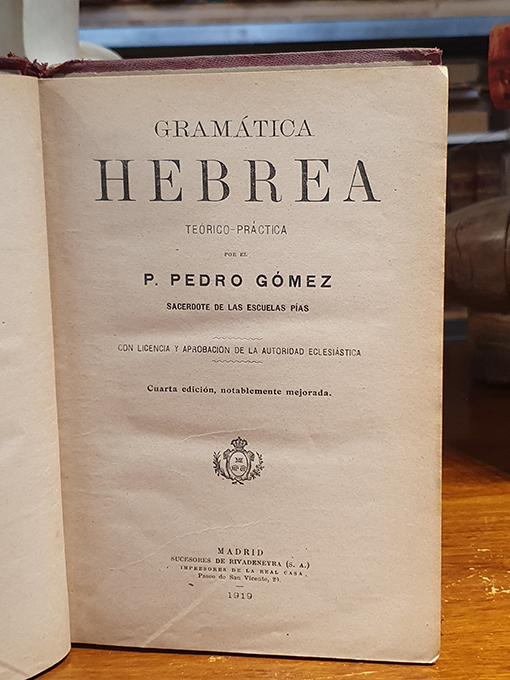 GRAMÁTICA
HEBREA
TEÓRICO-PRÁCTICA
POR EL
P. PEDRO GÓMEZ
SACERDOTE DE LAS ESCUELAS PÍAS
CON LICENCIA Y APROBACIÓN DE LA AUTORIDAD ECLESIÁSTICA
Cuarta edición, notablemente mejorada.
MADRID
SUCESORES DE RIVADENEYRA (S. A.)
IMPRESORES DE LA REAL CASA
Paseo de San Vicente,
1919